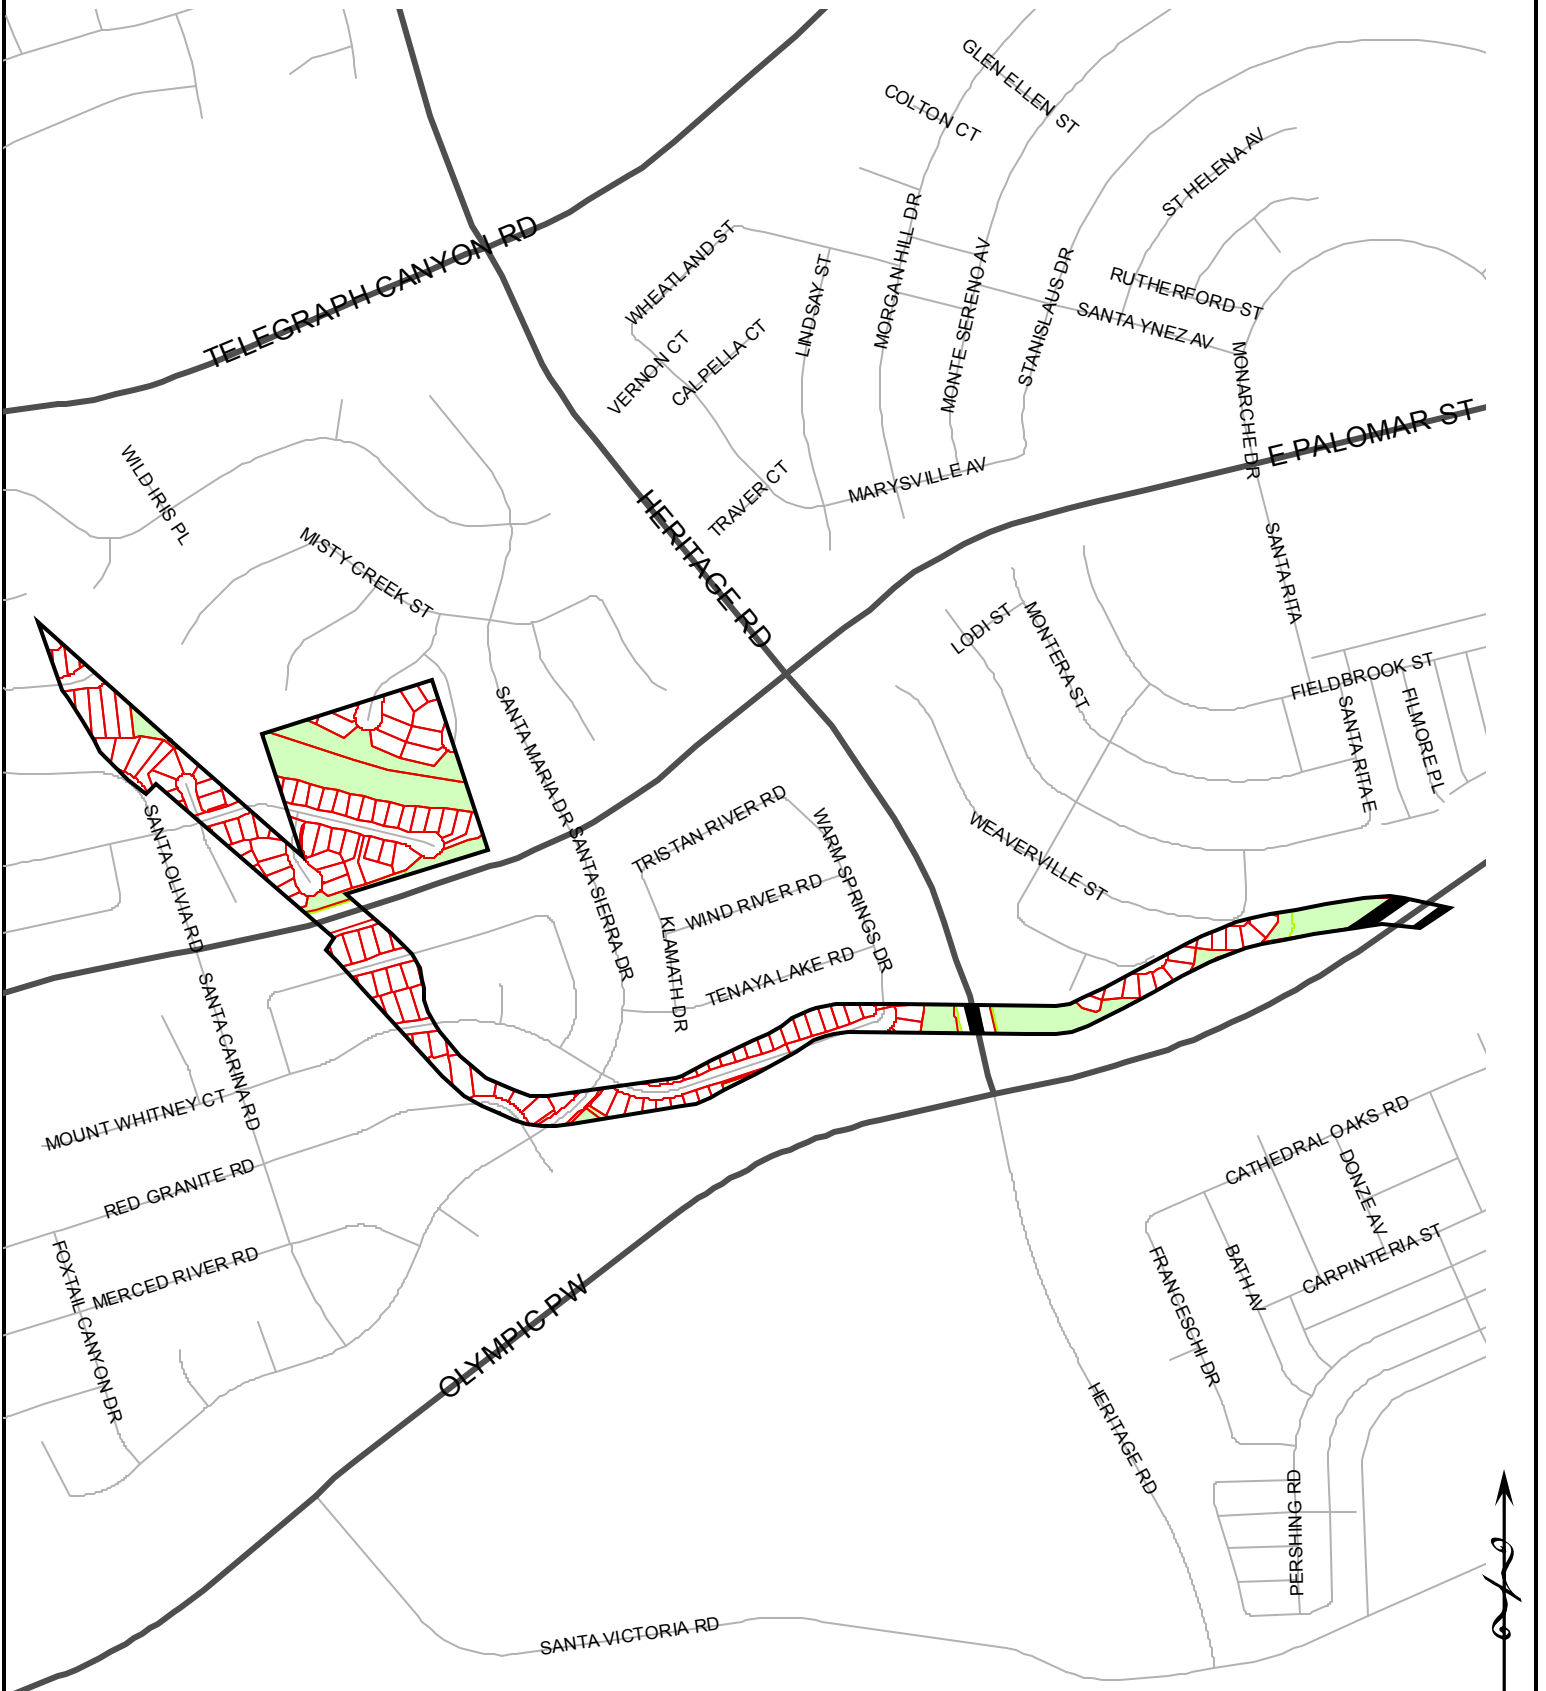 GLEN ELLEN ST
COLTON CT
ST HELENA AV
TELEGRAPH CANYON RD
WHEATLAND ST
LINDSAY ST
MORGAN HILL DR
MONTE SERENO AV
STANISLAUS DR
RUTHERFORD ST
SANTA YNEZ AV
VERNON CT
CALPELLA CT
MONARCHE DR
E PALOMAR ST
WILD IRIS PL
MARYSVILLE AV
TRAVER CT
HERITAGE RD
MISTY CREEK ST
SANTA RITA
LODI ST
MONTERA ST
FIELDBROOK ST
SANTA MARIA DR
SANTA RITA E
FILMORE PL
TRISTAN RIVER RD
WARM SPRINGS DR
WEAVERVILLE ST
SANTA OLIVIA RD
SANTA SIERRA DR
WIND RIVER RD
KLAMATH DR
TENAYA LAKE RD
SANTA CARINA RD
MOUNT WHITNEY CT
CATHEDRAL OAKS RD
RED GRANITE RD
DONZE AV
MERCED RIVER RD
FOXTAIL CANYON DR
FRANCESCHI DR
BATH AV
CARPINTERIA ST
OLYMPIC PW
HERITAGE RD
PERSHING RD
SANTA VICTORIA RD